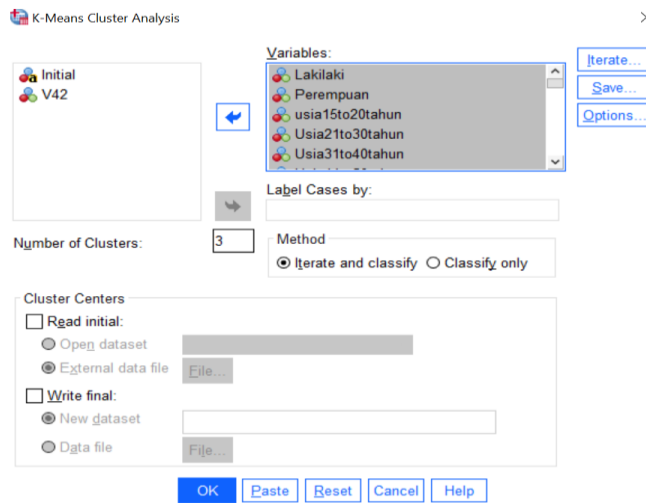 K-Means Cluster Analysis
Variables:
Initial
V42
Lakilaki
Perempuan
usia15to20tahun
Usia21to30tahun
Usia31to40tahun
Iterate...
Save...
Options...
Label Cases by:
Number of Clusters:
3
Method
Iterate and classify
Classify only
Cluster Centers
Read initial:
Open dataset
External data file
File...
Write final:
New dataset
Data file
File...
OK
Paste
Reset
Cancel
Help